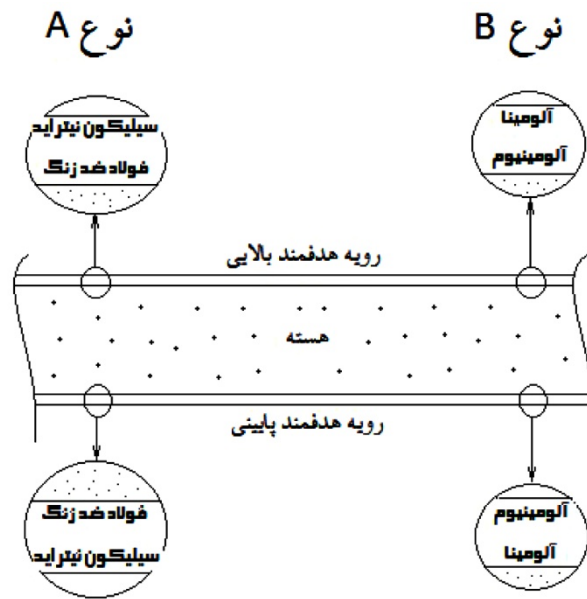 نوع A
نوع B
سیلیکون نیتراید
فولاد ضد زنگ
آلومینا
آلومینیوم
رویه هدفمند بالایی
هسته
رویه هدفمند پایینی
فولاد ضد زنگ
سیلیکون نیتراید
آلومینیوم
آلومینا